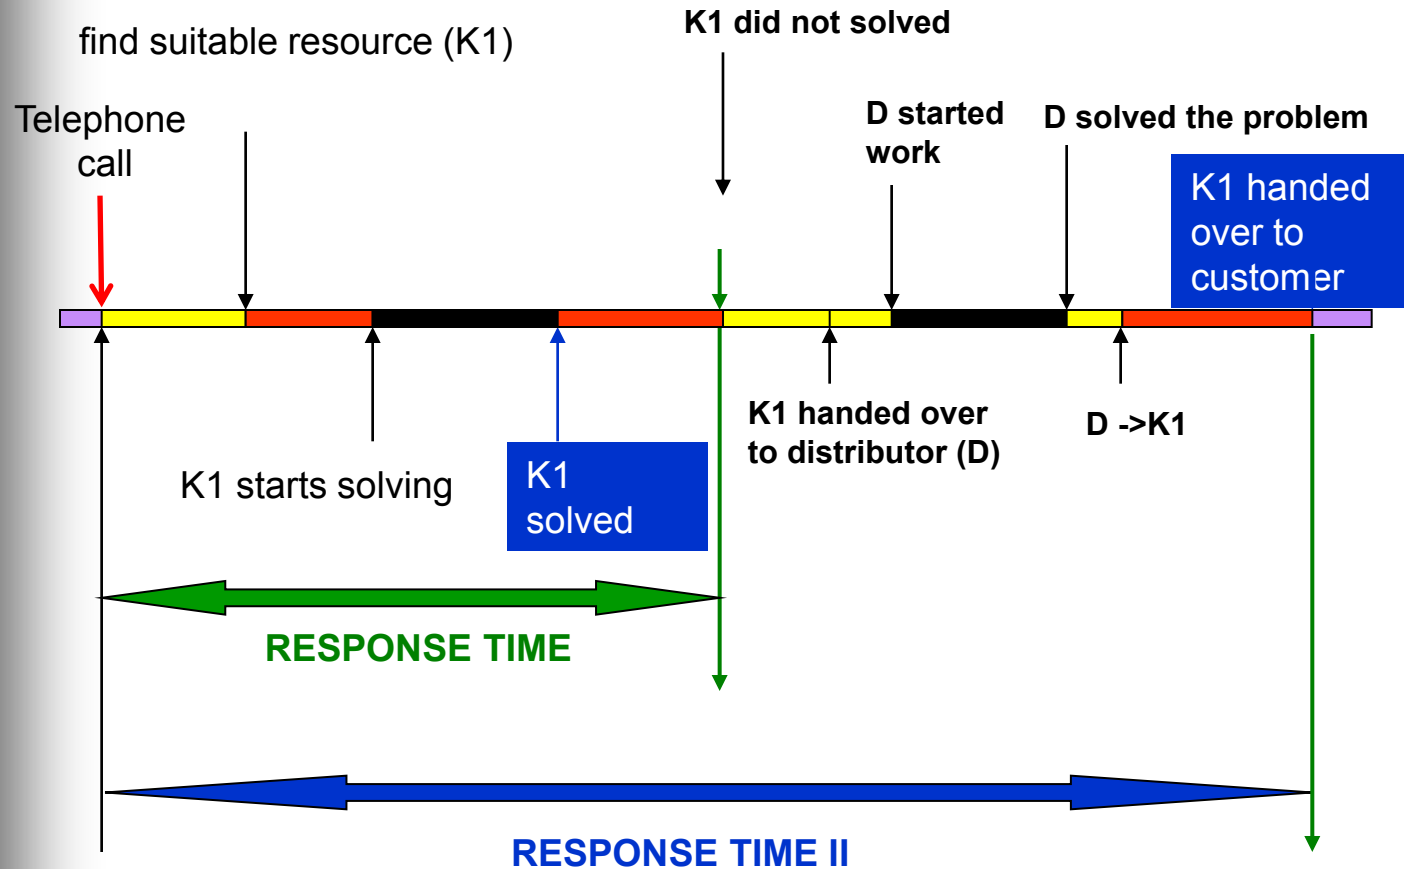 find suitable resource (K1)
K1 did not solved
Telephone
call
D started
work
D solved the problem
K1 handed
over to
customer
K1 handed over
to distributor (D)
D ->K1
K1 starts solving
K1
solved
RESPONSE TIME
RESPONSE TIME II